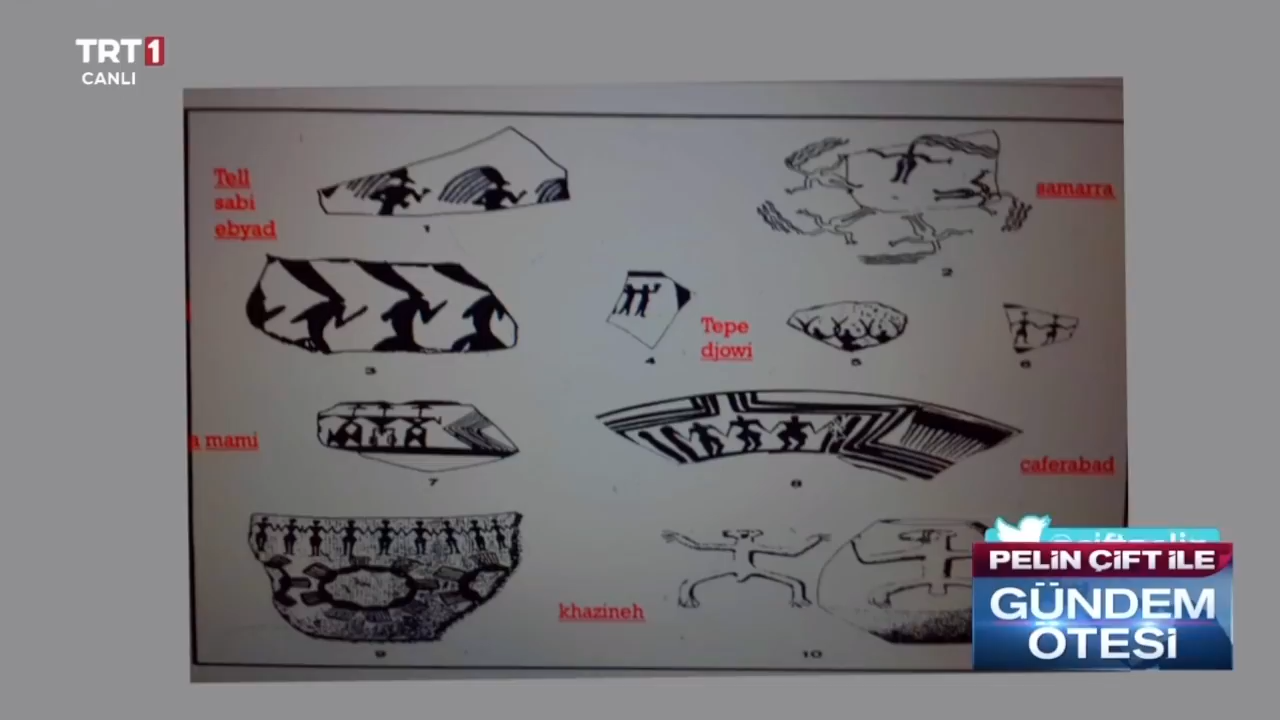 TRT1
CANLI
Tell
sabi
ebyad
samarra
1
2
Tepe
djowi
3
4
5
6
mami
caferabad
7
8
khazineh
9
10
PELİN ÇİFT İLE
GÜNDEM
ÖTESİ